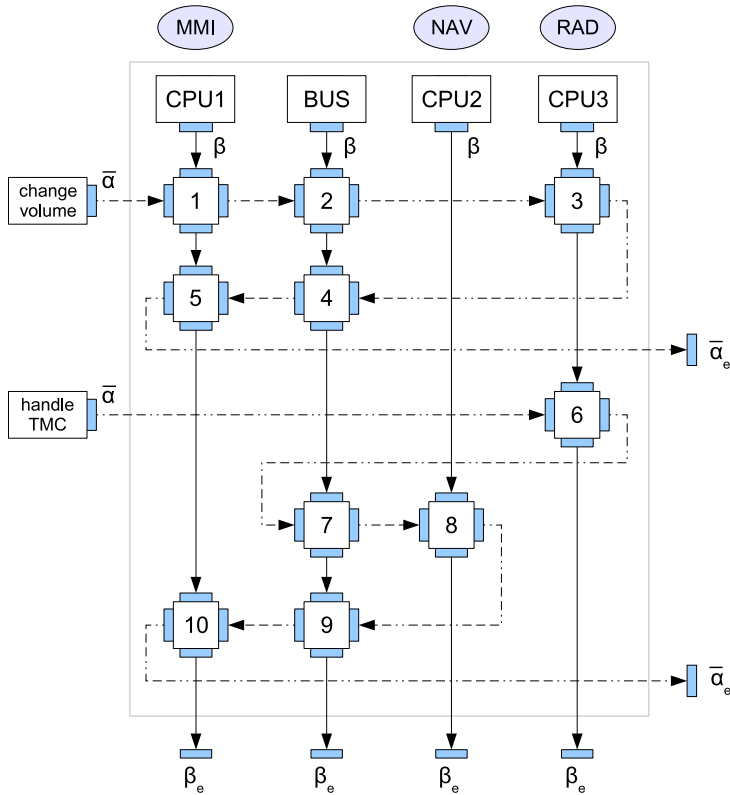 MMI NAV RAD
CPU1 BUS CPU2 CPU3
β β β β
change
volume
ᾱ
1 2 3
5 4
ᾱe
handle
TMC
ᾱ
6
7 8
10 9
ᾱe
βe βe βe βe